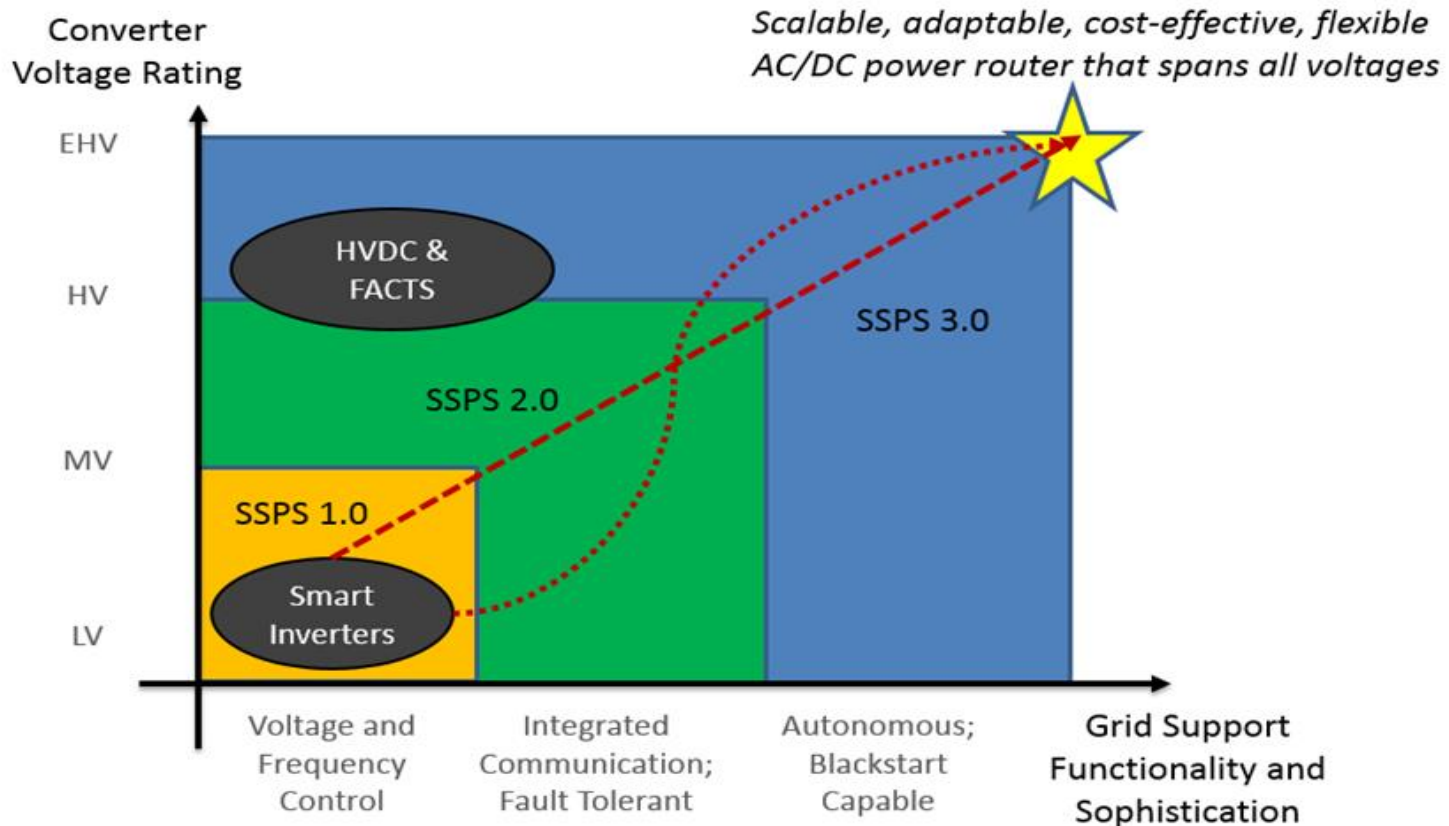 Converter
Voltage Rating
Scalable, adaptable, cost-effective, flexible
AC/DC power router that spans all voltages
EHV
HV
MV
LV
HVDC &
FACTS
SSPS 3.0
SSPS 2.0
SSPS 1.0
Smart
Inverters
Voltage and
Frequency
Control
Integrated
Communication;
Fault Tolerant
Autonomous;
Blackstart
Capable
Grid Support
Functionality and
Sophistication